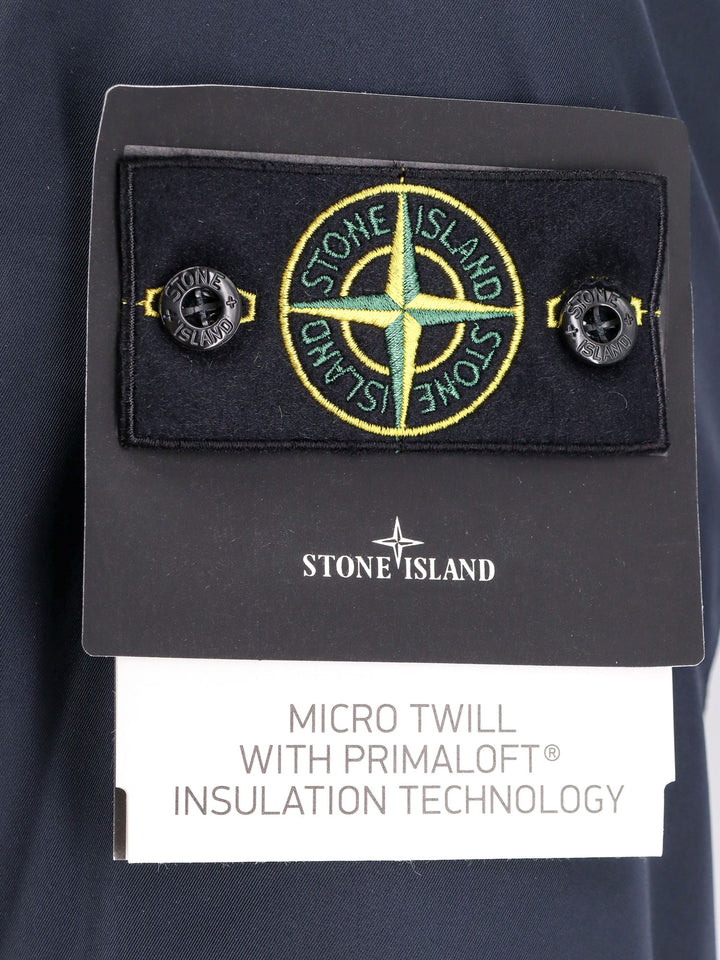 STONE ISLAND
ISLAND STONE
STONE
ISLAND
STONE
ISLAND
STONE ISLAND
MICRO TWILL
WITH PRIMALOFT®
INSULATION TECHNOLOGY